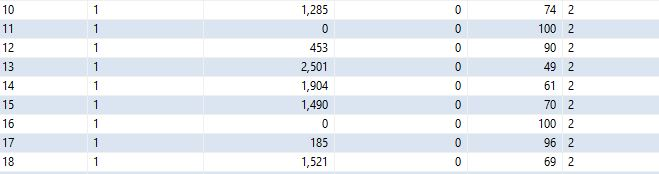 10 1 1,285 0 74 2
11 1 0 0 100 2
12 1 453 0 90 2
13 1 2,501 0 49 2
14 1 1,904 0 61 2
15 1 1,490 0 70 2
16 1 0 0 100 2
17 1 185 0 96 2
18 1 1,521 0 69 2